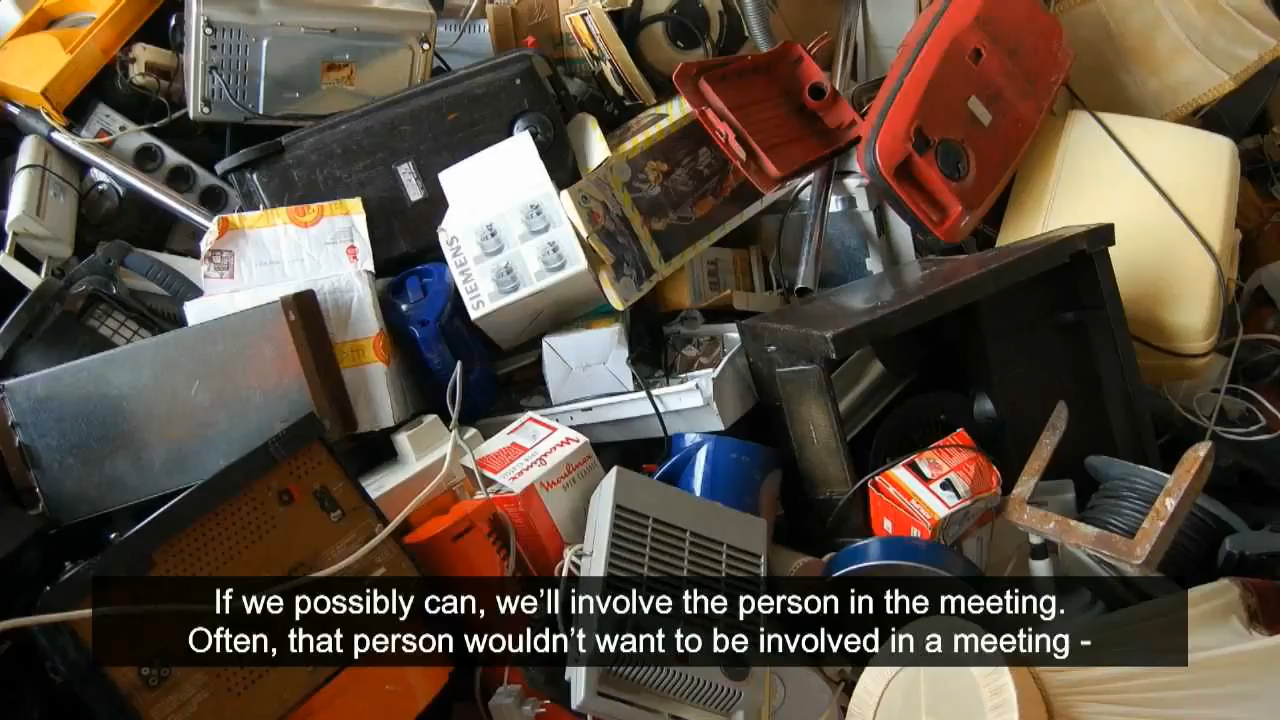 SIEMENS
Moulinex
If we possibly can, we’ll involve the person in the meeting.
Often, that person wouldn’t want to be involved in a meeting -